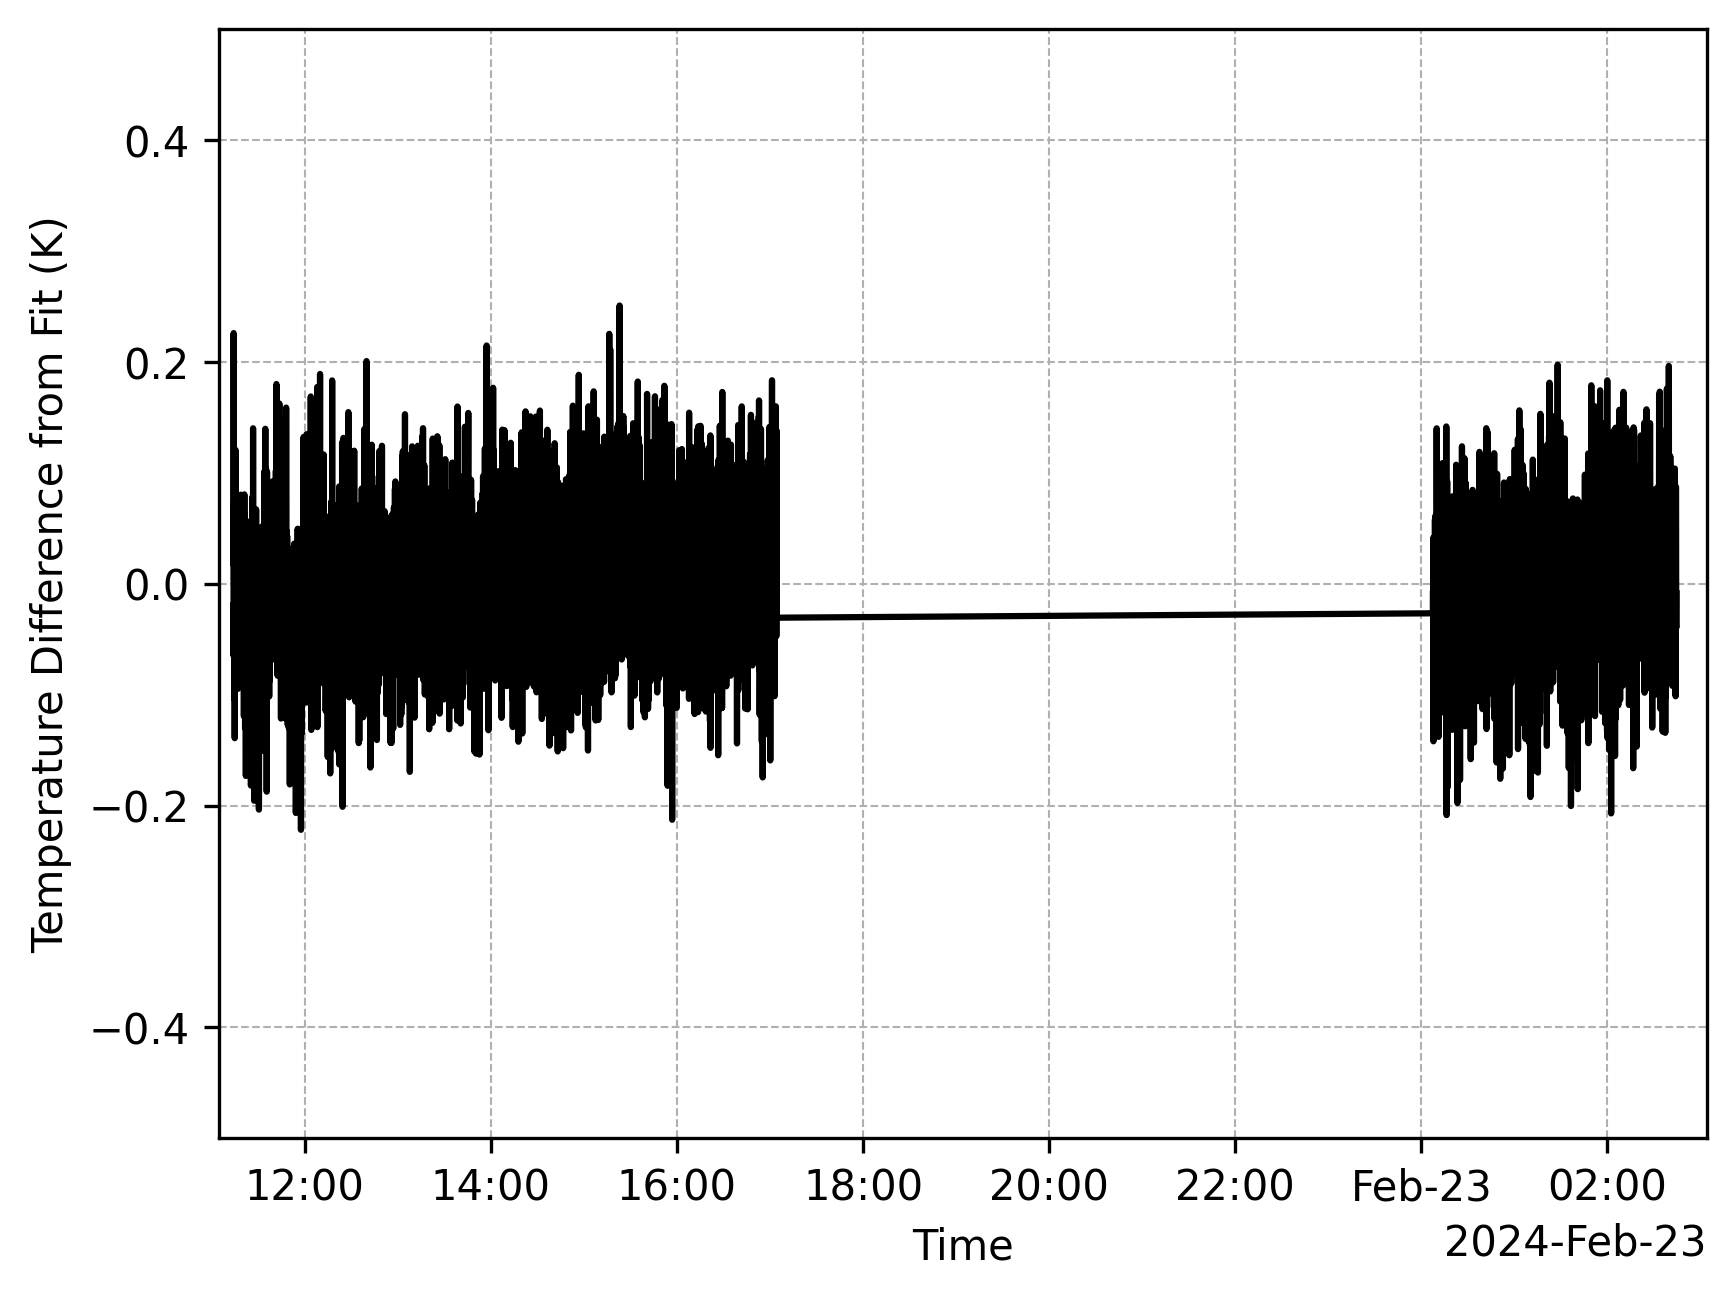 Temperature Difference from Fit (K)
0.4
0.2
0.0
−0.2
−0.4
12:00 14:00 16:00 18:00 20:00 22:00 Feb-23 02:00
Time
2024-Feb-23